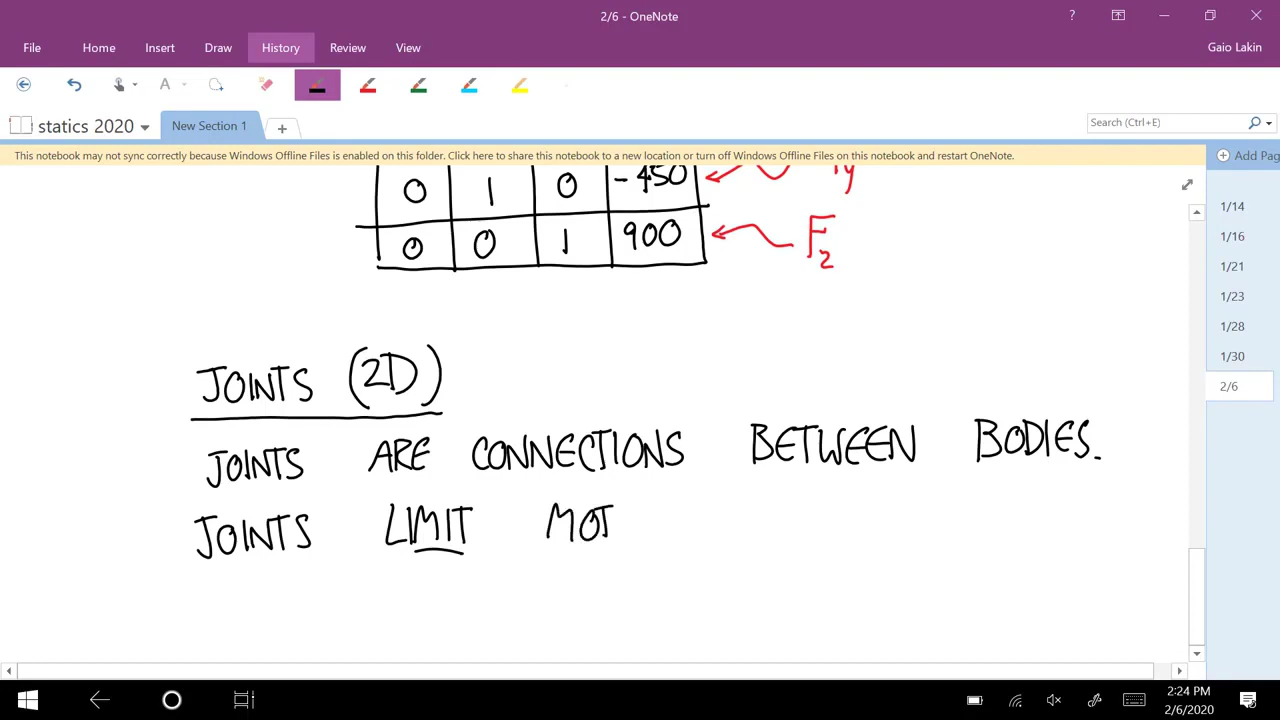 2/6 - OneNote
?
File Home Insert Draw History Review View Gaio Lakin
A
statics 2020 New Section 1 + Search (Ctrl+E)
This notebook may not sync correctly because Windows Offline Files is enabled on this folder. Click here to share this notebook to a new location or turn off Windows Offline Files on this notebook and restart OneNote.
Add Pag
1/14
1/16
1/21
1/23
1/28
1/30
2/6
0 1 0 -450
0 0 1 900 F2
JOINTS (2D)
JOINTS ARE CONNECTIONS BETWEEN BODIES.
JOINTS LIMIT MOT
2:24 PM
2/6/2020